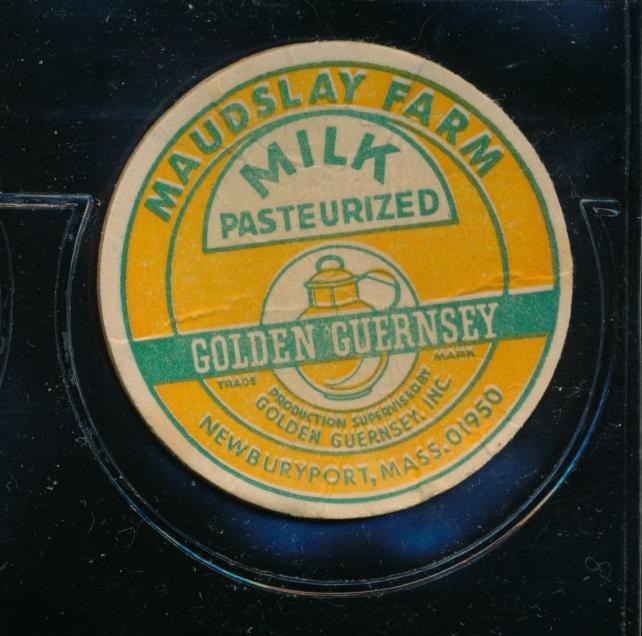 MAUDSLAY FARM
MILK
PASTEURIZED
GOLDEN GUERNSEY
TRADE MARK
PRODUCTION SUPERVISED BY
GOLDEN GUERNSEY, INC.
NEWBURYPORT, MASS. 01950